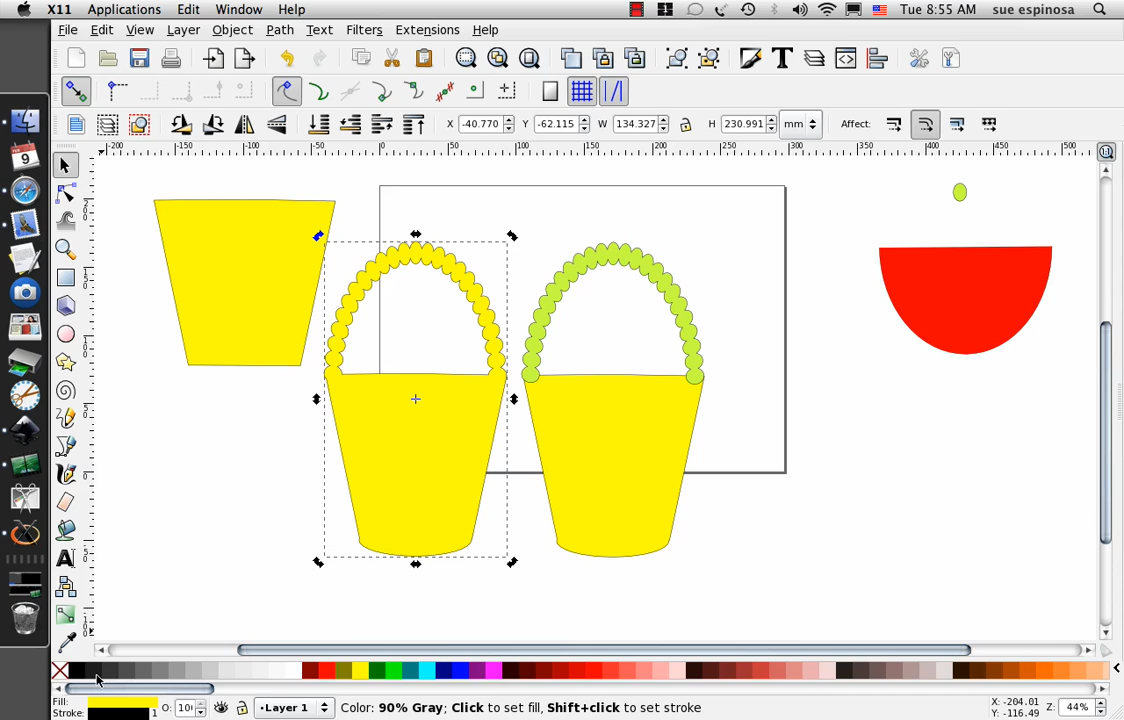 X11 Applications Edit Window Help Tue 8:55 AM sue espinosa
File Edit View Layer Object Path Text Filters Extensions Help
X -40.770 Y -62.115 W 134.327 H 230.991 mm Affect:
-200 -150 -100 -50 0 50 100 150 200 250 300 350 400 450 500
9
A
Fill:
Stroke: 1 O: 10 Layer 1 Color: 90% Gray; Click to set fill, Shift+click to set stroke X: -204.01 Y: -116.49 Z: 44%